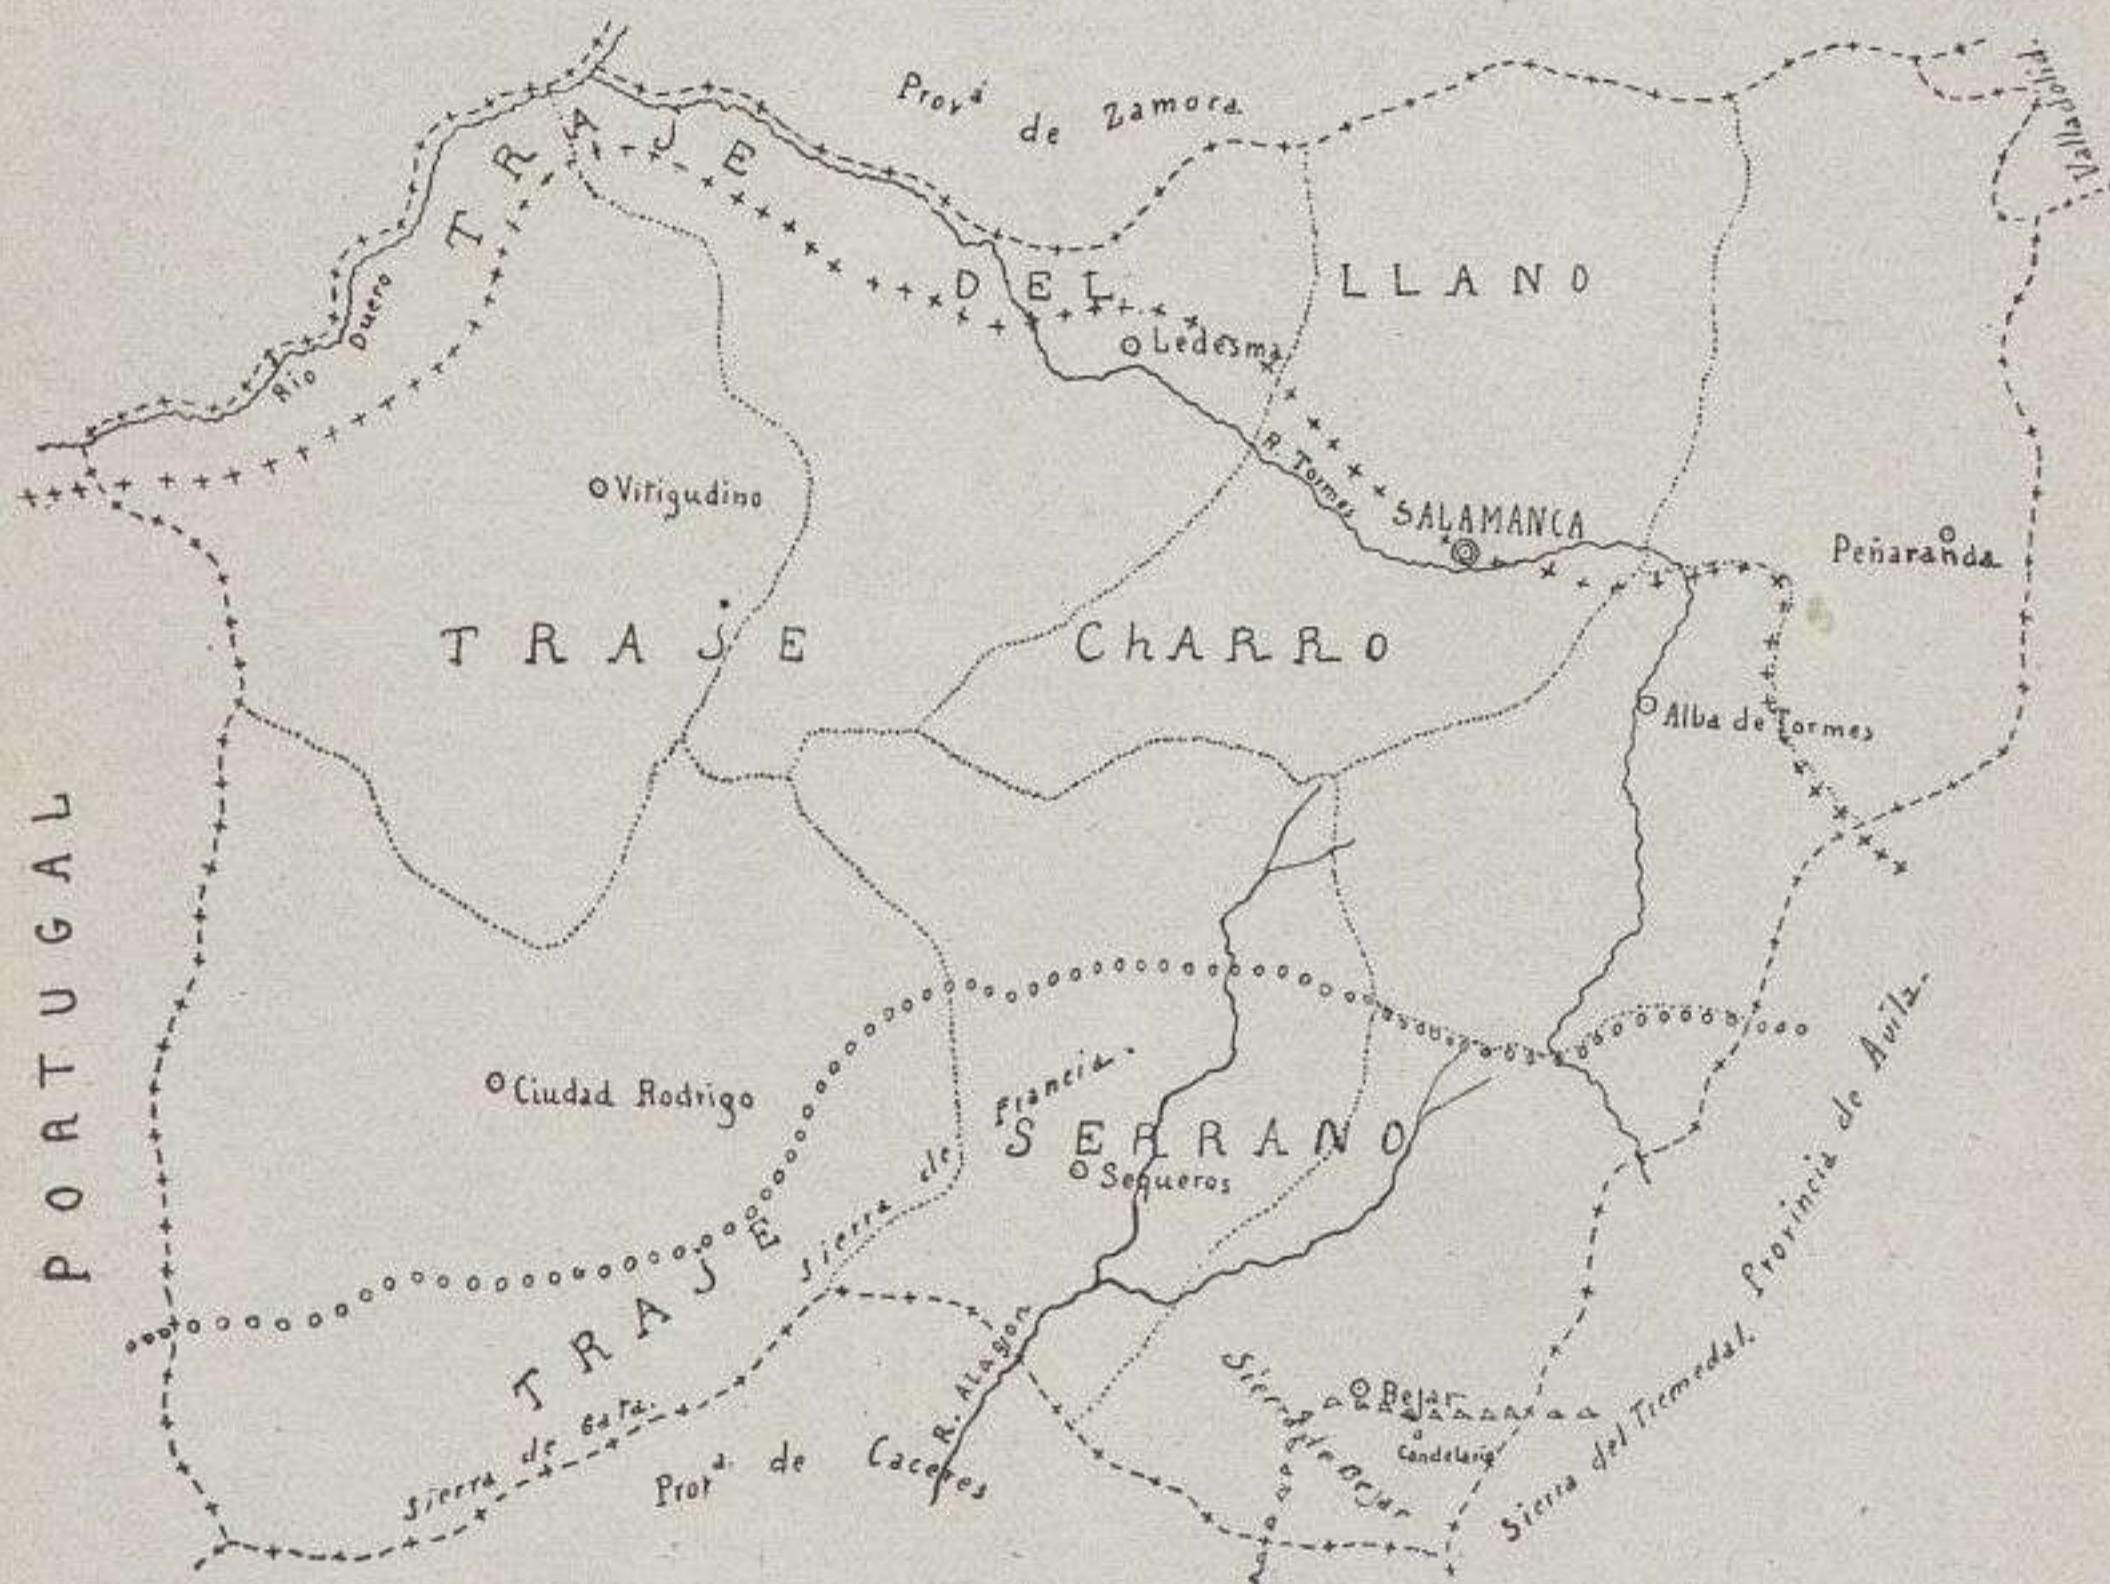 Provᵃ de Zamora
Valladolid
TRAJE DEL LLANO
Rio Duero
Ledesma
R. Tormes
Vitigudino
SALAMANCA
Peñaranda
TRAJE ChARRO
Alba de Tormes
PORTUGAL
Ciudad Rodrigo
Sierra de Francia.
TRAJE SERRANO
Sequeros
Provincia de Avila.
R. ALagon
Sierra de Gata.
Provᵃ. de Caceres
Bejar
Candelario
Sierra de Bejar
Sierra del Tremedal.